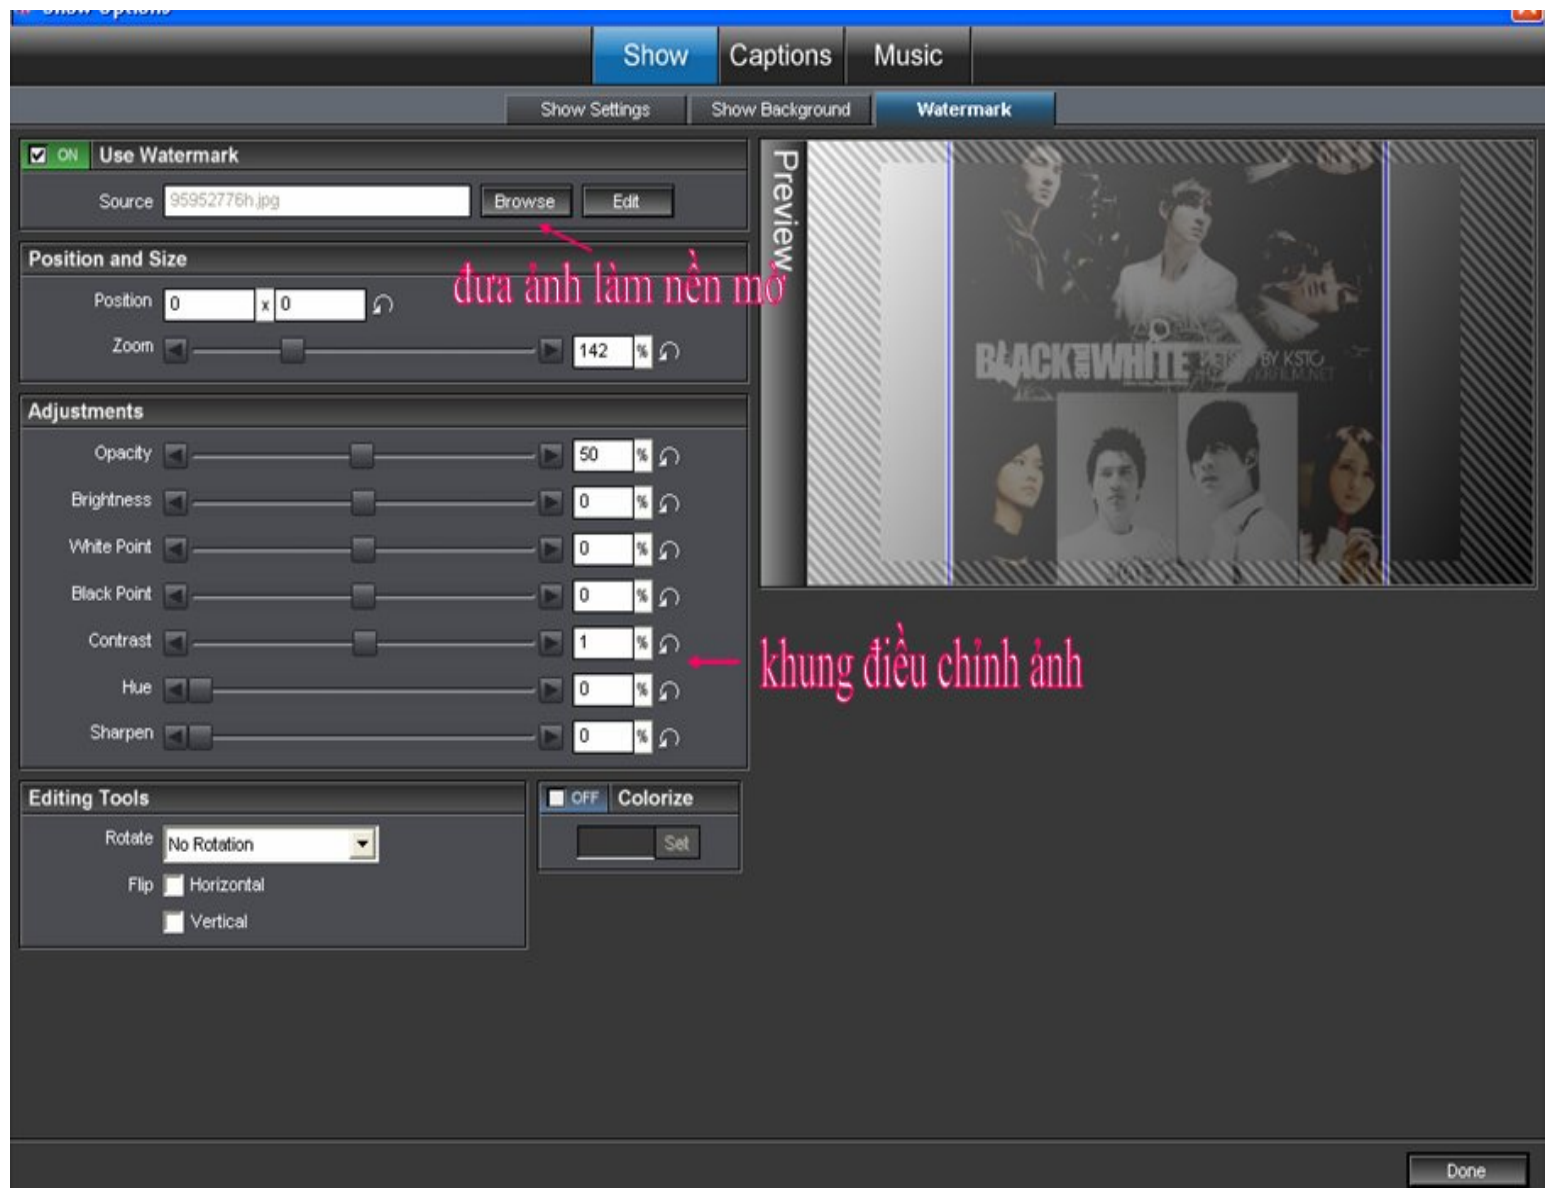 Show Options
Show Captions Music
Show Settings Show Background Watermark
ON Use Watermark
Source 95952776h.jpg Browse Edit
Preview
đưa ảnh làm nền mờ
Position and Size
Position 0 x 0
Zoom 142 %
BLACK and WHITE
BY KSTO
Adjustments
Opacity 50 %
Brightness 0 %
White Point 0 %
Black Point 0 %
Contrast 1 %
khung điều chỉnh ảnh
Hue 0 %
Sharpen 0 %
Editing Tools
OFF Colorize
Rotate No Rotation
Set
Flip Horizontal
Vertical
Done